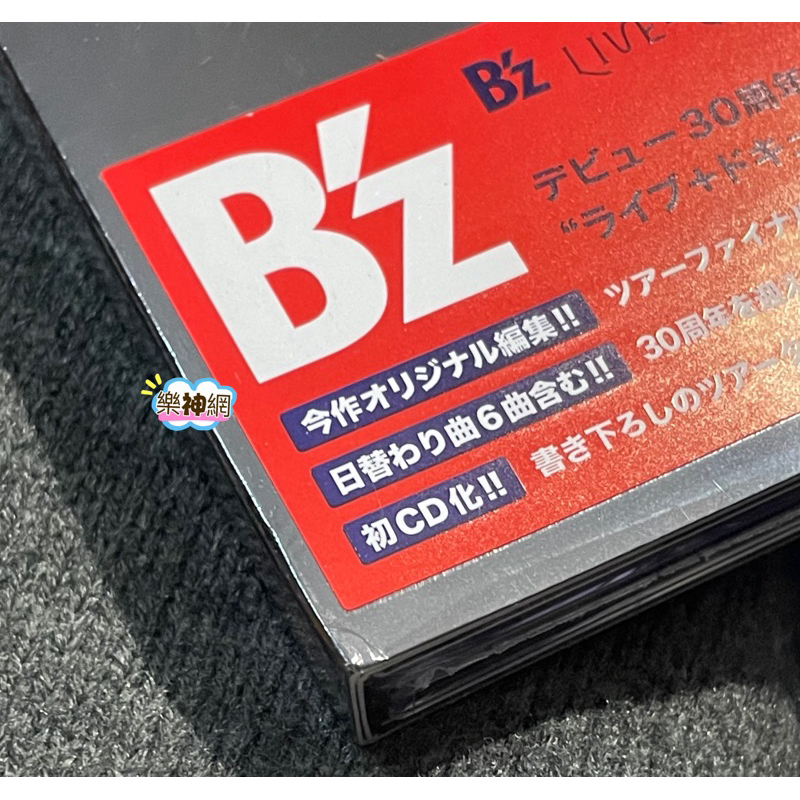 B'z LIVE-
B'z
デビュー30周年
“ライブ+ドキ
今作オリジナル編集!! ツアーファイナル
日替わり曲6曲含む!! 30周年を迎え
初CD化!! 書き下ろしのツアー
樂神網